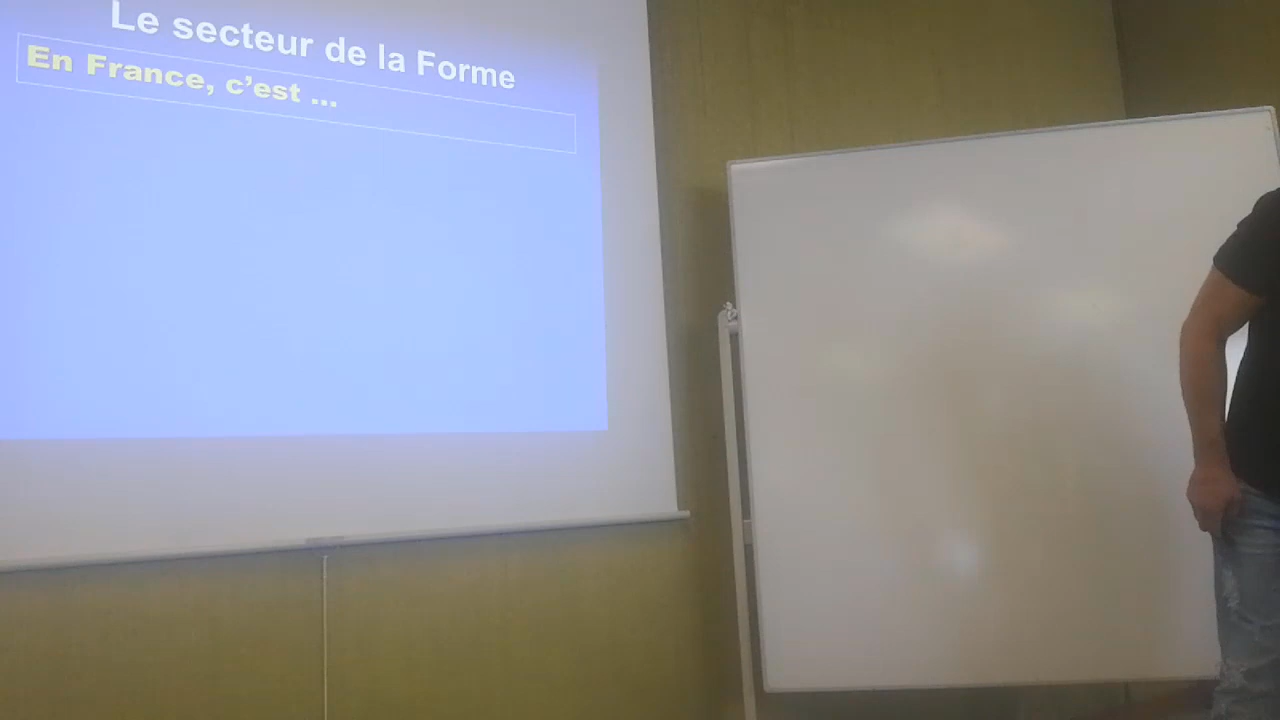 Le secteur de la Forme
En France, c’est ...